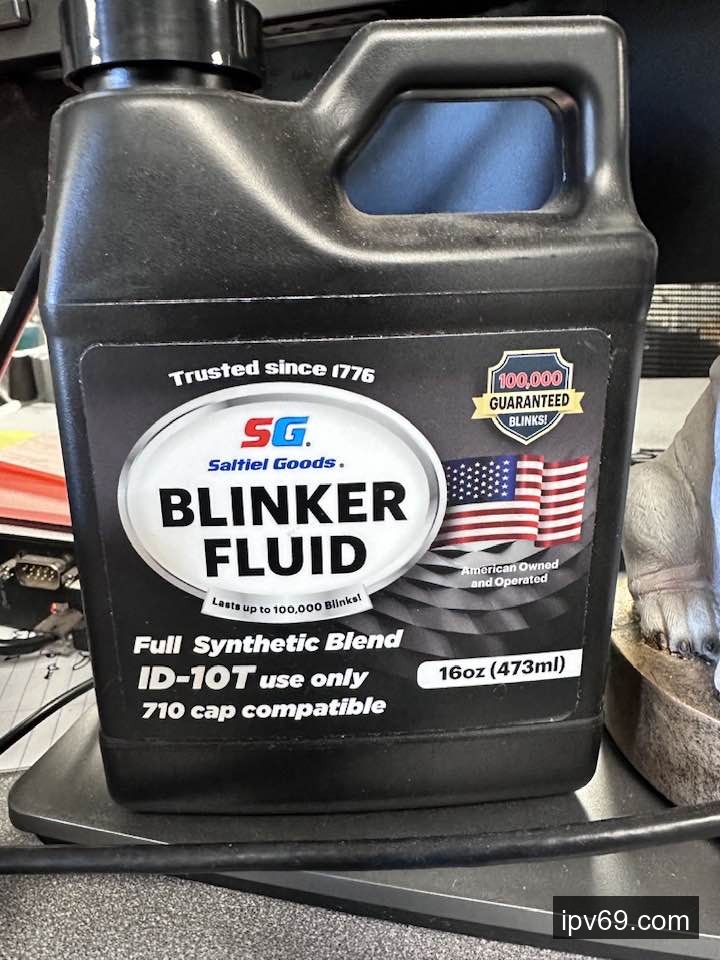 Trusted since 1776
100,000
GUARANTEED
BLINKS!
SG.
Saltiel Goods.
BLINKER
FLUID
Lasts up to 100,000 Blinks!
American Owned
and Operated
Full Synthetic Blend
ID-10T use only
710 cap compatible
16oz (473ml)
ipv69.com